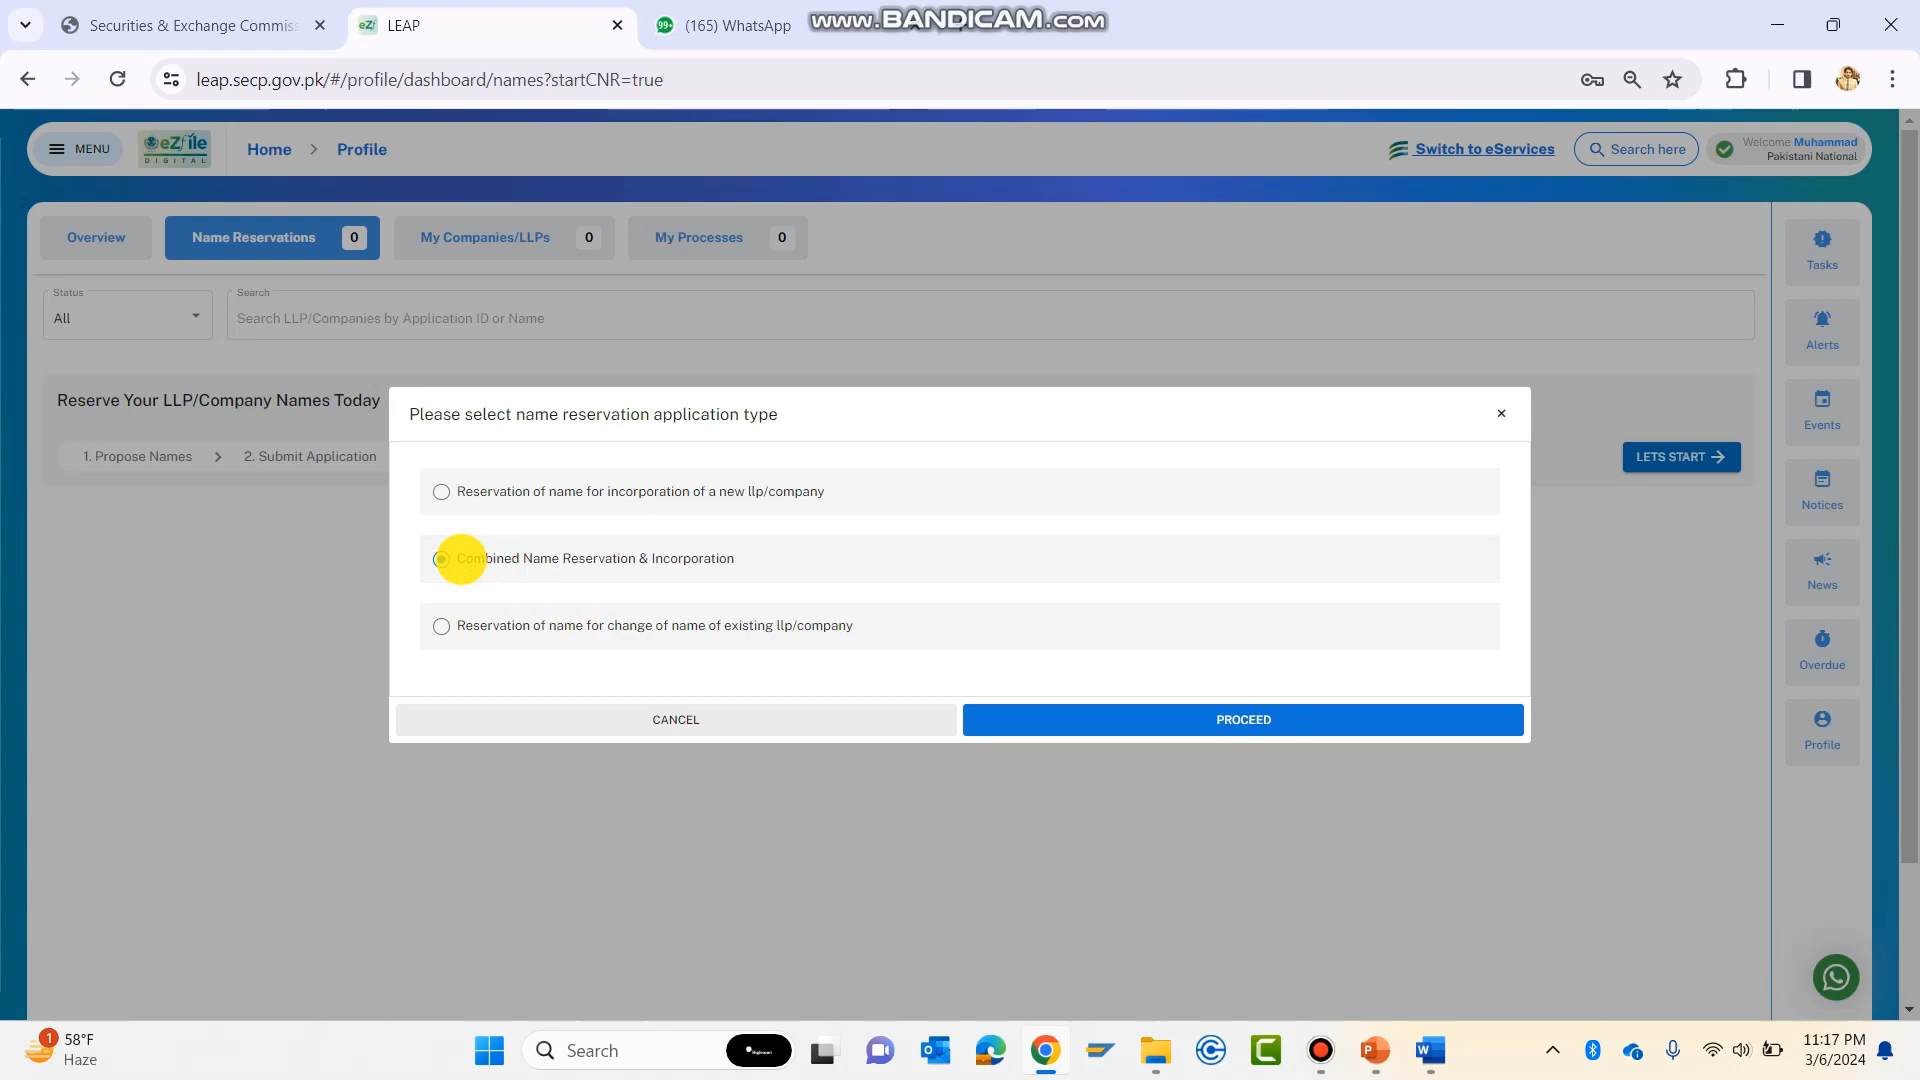 Securities & Exchange Commiss
LEAP
(165) WhatsApp
www.BANDICAM.com
leap.secp.gov.pk/#/profile/dashboard/names?startCNR=true
MENU
eZfile
DIGITAL
Home > Profile
Switch to eServices
Search here
Welcome Muhammad
Pakistani National
Overview
Name Reservations 0
My Companies/LLPs 0
My Processes 0
Status
All
Search
Search LLP/Companies by Application ID or Name
Reserve Your LLP/Company Names Today
1. Propose Names > 2. Submit Application
LETS START →
Please select name reservation application type
Reservation of name for incorporation of a new llp/company
Combined Name Reservation & Incorporation
Reservation of name for change of name of existing llp/company
CANCEL
PROCEED
Tasks
Alerts
Events
Notices
News
Overdue
Profile
1
58°F
Haze
Search
11:17 PM
3/6/2024